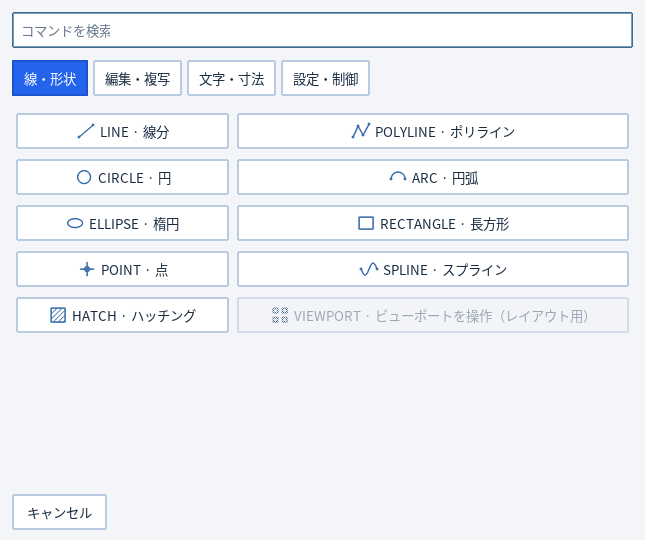 コマンドを検索
線・形状
編集・複写
文字・寸法
設定・制御
LINE · 線分
POLYLINE · ポリライン
CIRCLE · 円
ARC · 円弧
ELLIPSE · 楕円
RECTANGLE · 長方形
POINT · 点
SPLINE · スプライン
HATCH · ハッチング
VIEWPORT · ビューポートを操作（レイアウト用）
キャンセル